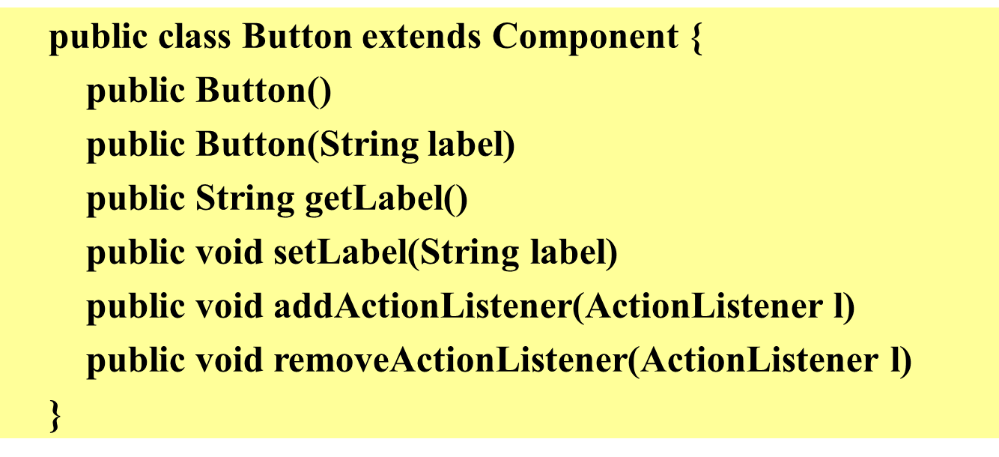 public class Button extends Component {
public Button()
public Button(String label)
public String getLabel()
public void setLabel(String label)
public void addActionListener(ActionListener l)
public void removeActionListener(ActionListener l)
}